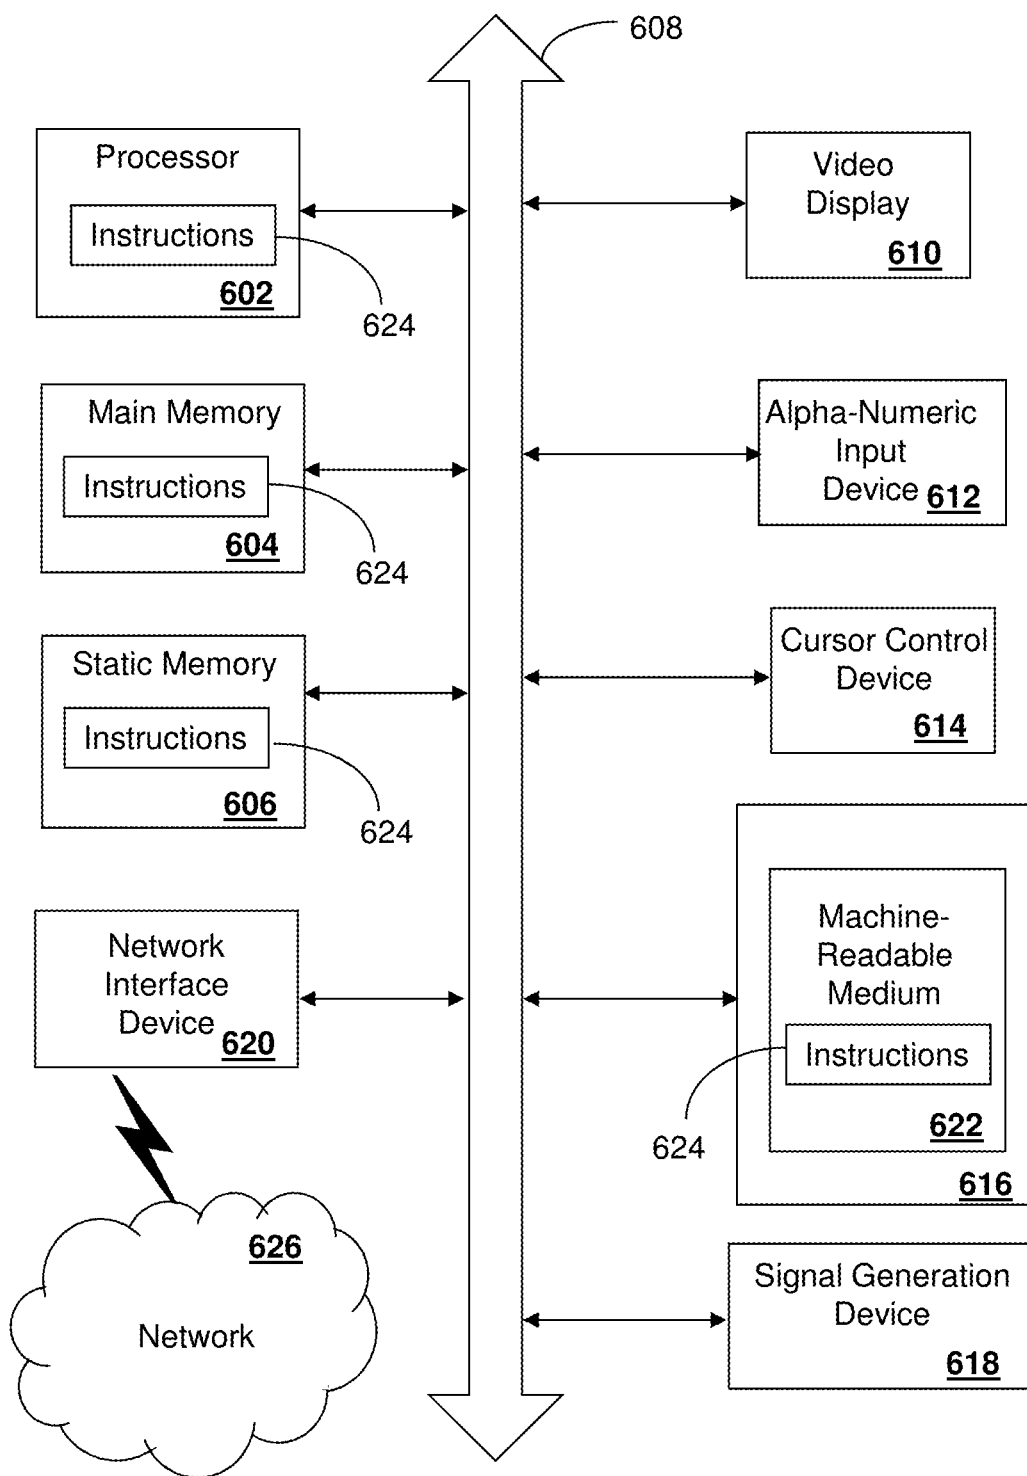 608
Processor
Instructions
602
624
Main Memory
Instructions
604
624
Static Memory
Instructions
606
624
Network
Interface
Device
620
626
Network
Video
Display
610
Alpha-Numeric
Input
Device
612
Cursor Control
Device
614
Machine-
Readable
Medium
Instructions
622
624
616
Signal Generation
Device
618